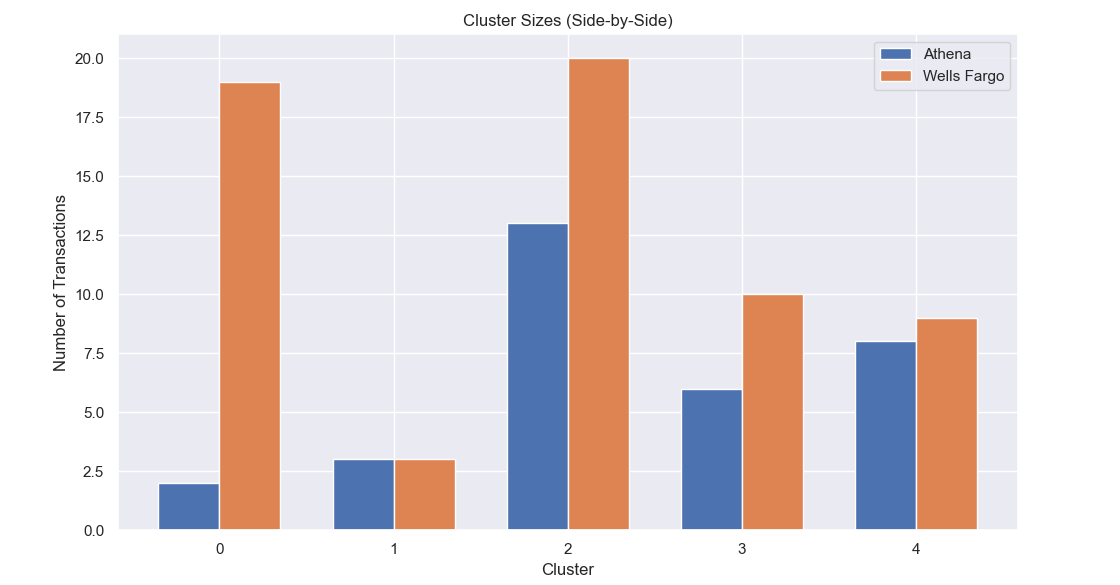 Cluster Sizes (Side-by-Side)
Athena
Wells Fargo
Number of Transactions
20.0
17.5
15.0
12.5
10.0
7.5
5.0
2.5
0.0
0 1 2 3 4
Cluster